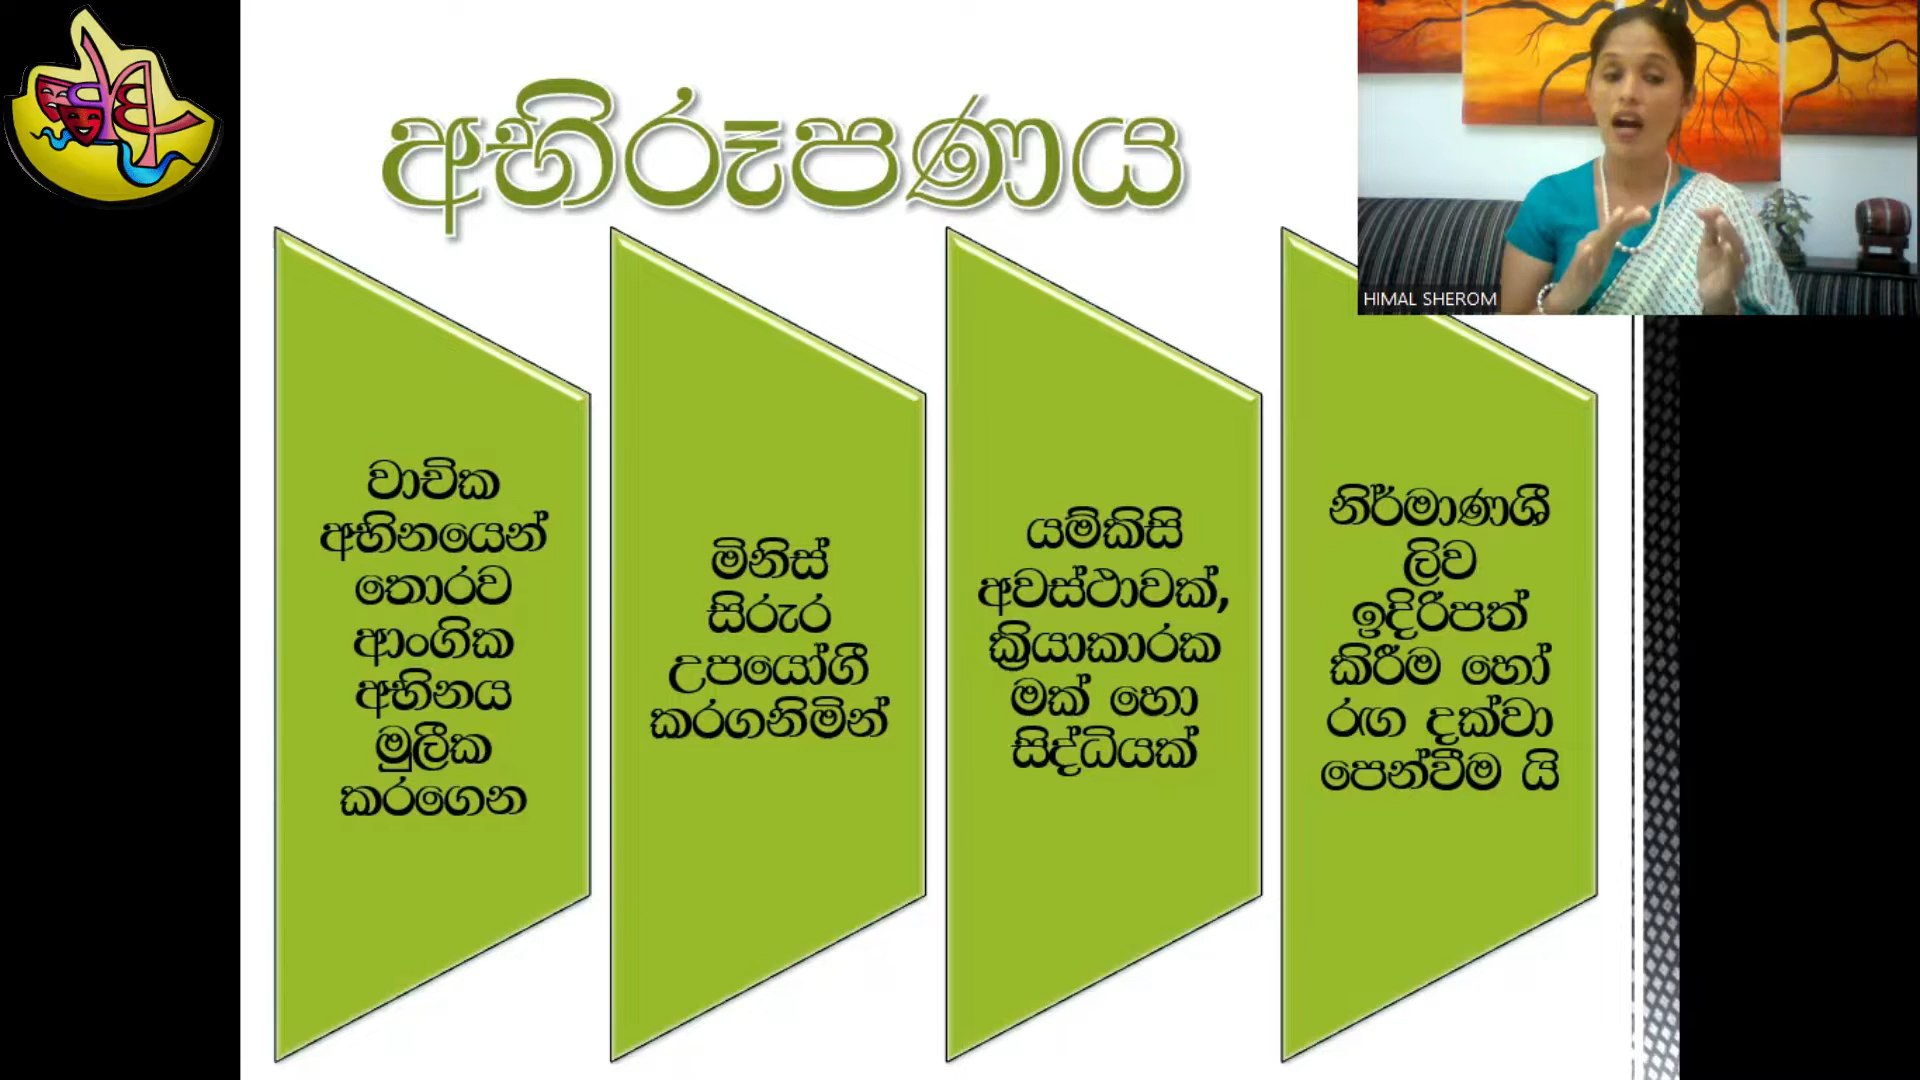 අභිරූපණය
වාචික
අභිනයෙන්
තොරව
ආංගික
අභිනය
මුලීක
කරගෙන
මිනිස්
සිරුර
උපයෝගී
කරගනිමින්
යම්කිසි
අවස්ථාවක්,
ක්‍රියාකාරක
මක් හො
සිද්ධියක්
නිර්මාණශී
ලිව
ඉදිරිපත්
කිරීම හෝ
රඟ දක්වා
පෙන්වීම යි
HIMAL SHEROM